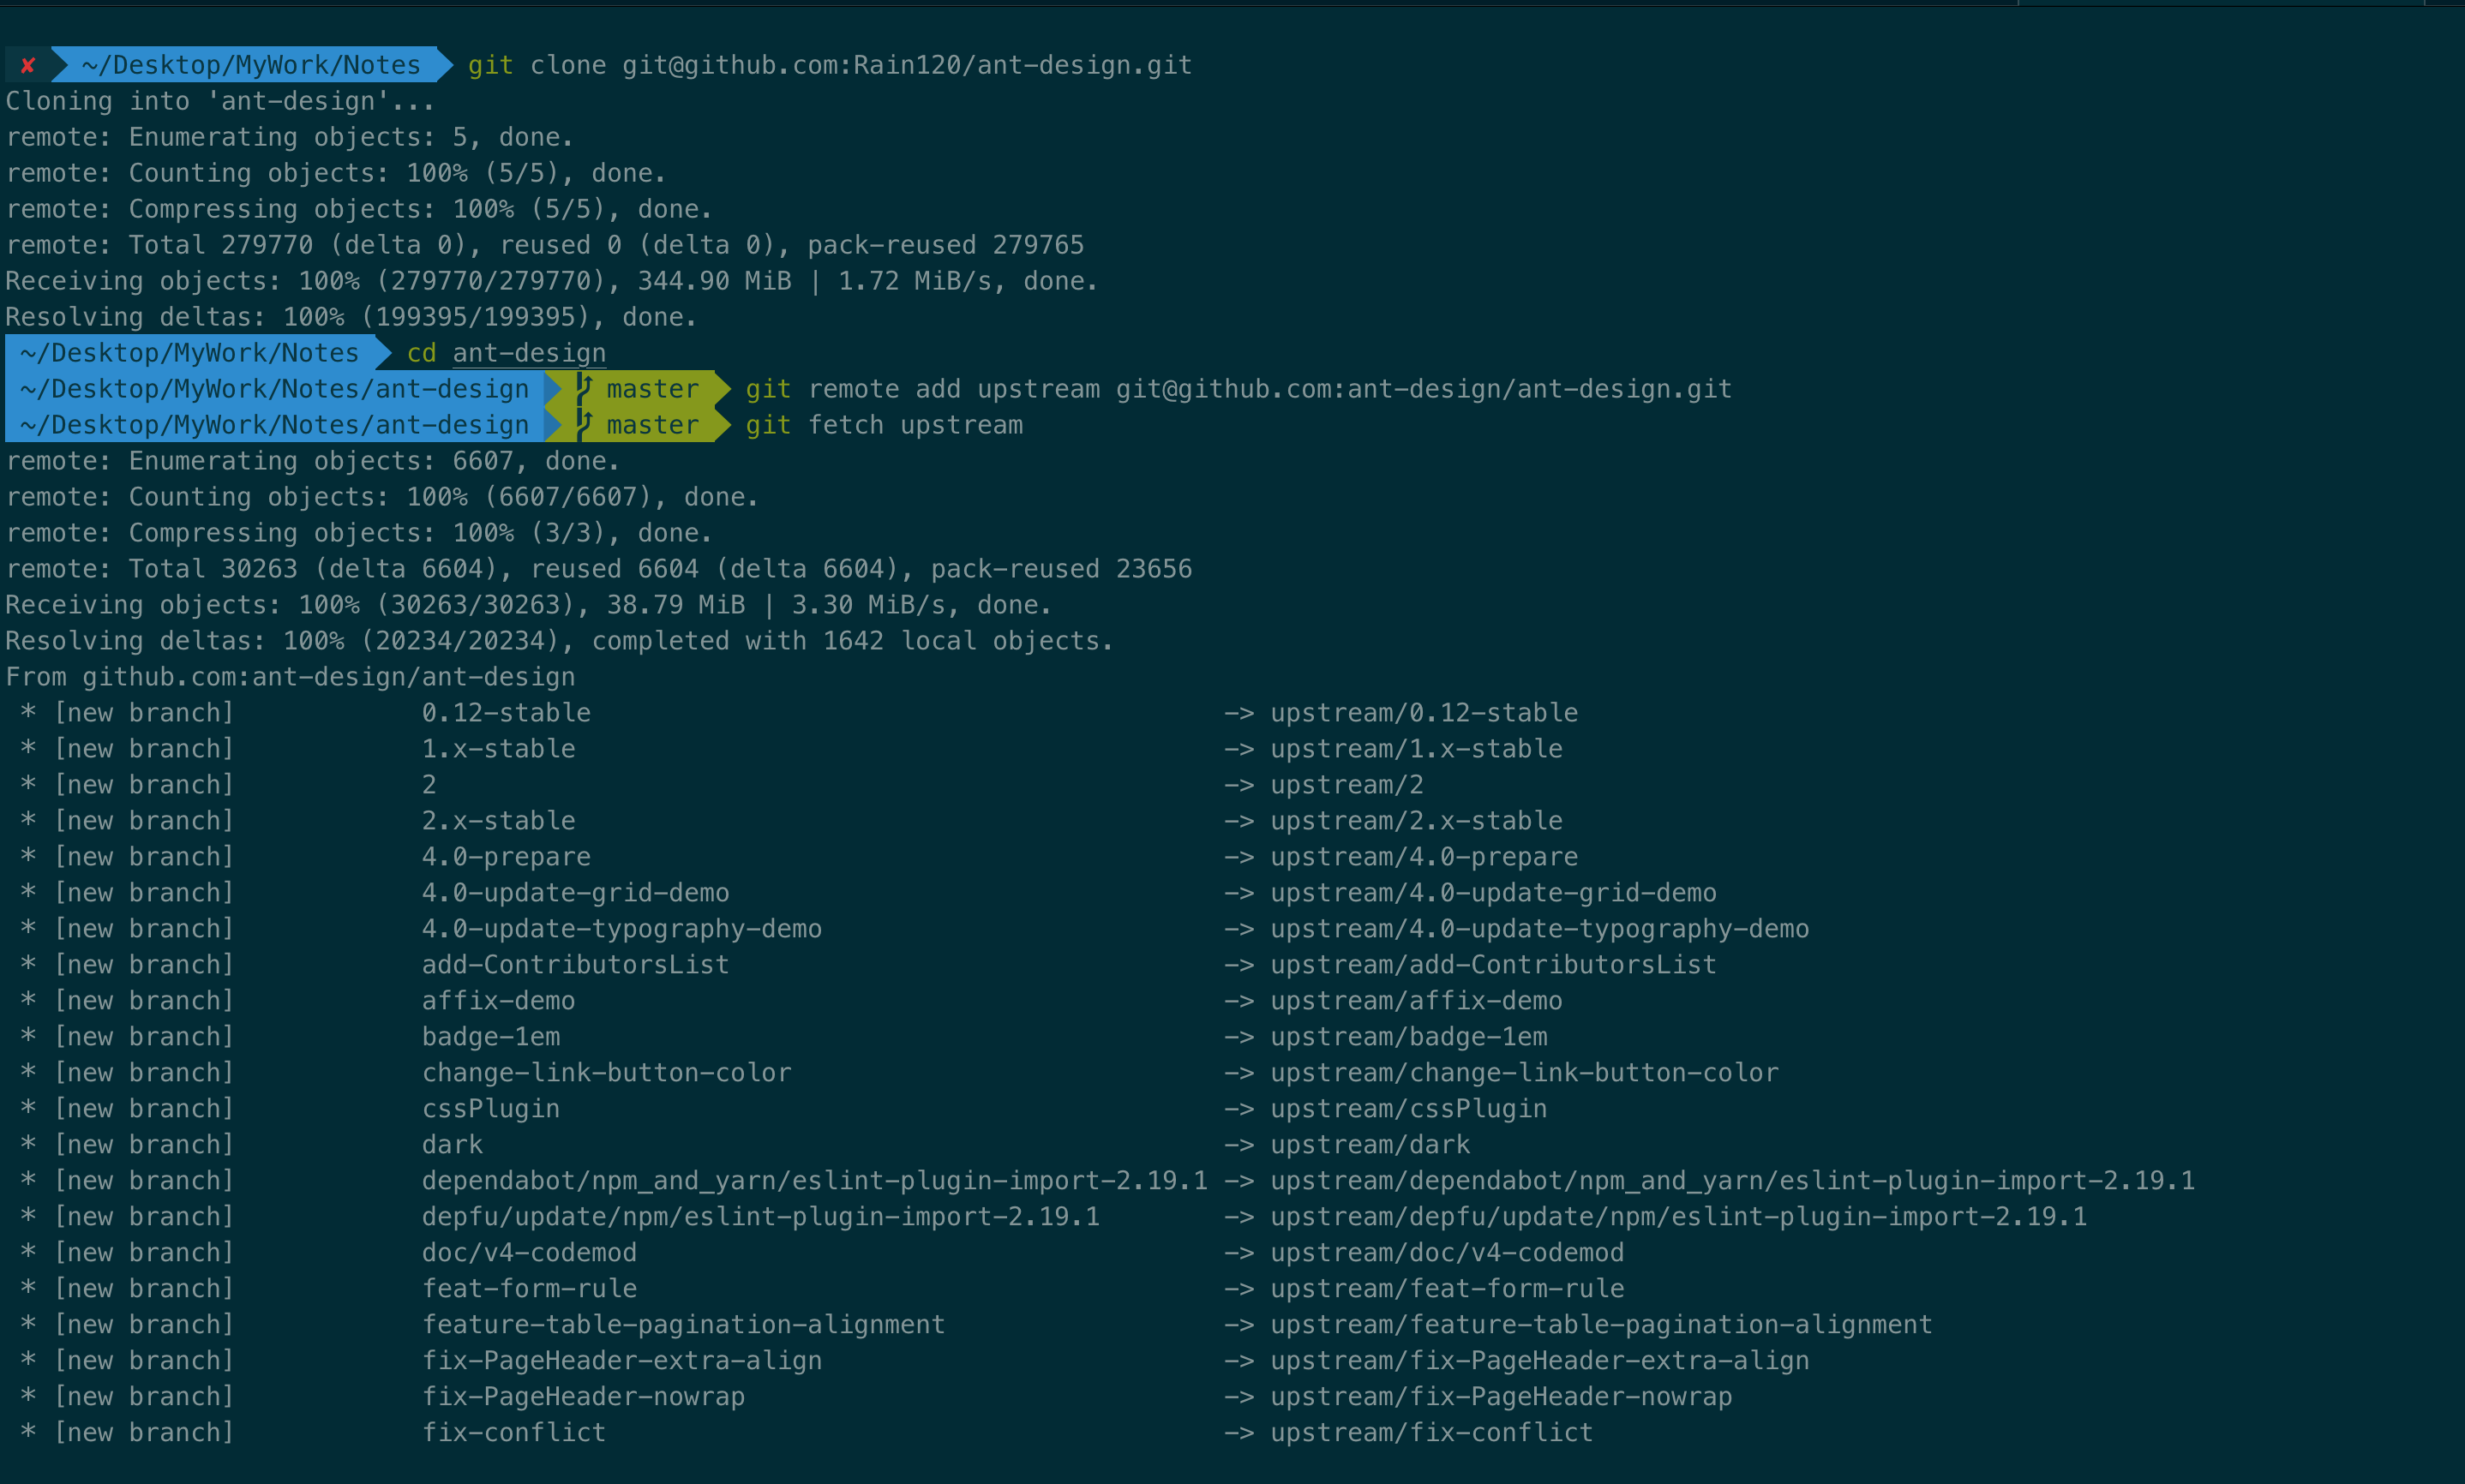 ✘ ~/Desktop/MyWork/Notes git clone git@github.com:Rain120/ant-design.git
Cloning into 'ant-design'...
remote: Enumerating objects: 5, done.
remote: Counting objects: 100% (5/5), done.
remote: Compressing objects: 100% (5/5), done.
remote: Total 279770 (delta 0), reused 0 (delta 0), pack-reused 279765
Receiving objects: 100% (279770/279770), 344.90 MiB | 1.72 MiB/s, done.
Resolving deltas: 100% (199395/199395), done.
~/Desktop/MyWork/Notes cd ant-design
~/Desktop/MyWork/Notes/ant-design master git remote add upstream git@github.com:ant-design/ant-design.git
~/Desktop/MyWork/Notes/ant-design master git fetch upstream
remote: Enumerating objects: 6607, done.
remote: Counting objects: 100% (6607/6607), done.
remote: Compressing objects: 100% (3/3), done.
remote: Total 30263 (delta 6604), reused 6604 (delta 6604), pack-reused 23656
Receiving objects: 100% (30263/30263), 38.79 MiB | 3.30 MiB/s, done.
Resolving deltas: 100% (20234/20234), completed with 1642 local objects.
From github.com:ant-design/ant-design
* [new branch] 0.12-stable -> upstream/0.12-stable
* [new branch] 1.x-stable -> upstream/1.x-stable
* [new branch] 2 -> upstream/2
* [new branch] 2.x-stable -> upstream/2.x-stable
* [new branch] 4.0-prepare -> upstream/4.0-prepare
* [new branch] 4.0-update-grid-demo -> upstream/4.0-update-grid-demo
* [new branch] 4.0-update-typography-demo -> upstream/4.0-update-typography-demo
* [new branch] add-ContributorsList -> upstream/add-ContributorsList
* [new branch] affix-demo -> upstream/affix-demo
* [new branch] badge-1em -> upstream/badge-1em
* [new branch] change-link-button-color -> upstream/change-link-button-color
* [new branch] cssPlugin -> upstream/cssPlugin
* [new branch] dark -> upstream/dark
* [new branch] dependabot/npm_and_yarn/eslint-plugin-import-2.19.1 -> upstream/dependabot/npm_and_yarn/eslint-plugin-import-2.19.1
* [new branch] depfu/update/npm/eslint-plugin-import-2.19.1 -> upstream/depfu/update/npm/eslint-plugin-import-2.19.1
* [new branch] doc/v4-codemod -> upstream/doc/v4-codemod
* [new branch] feat-form-rule -> upstream/feat-form-rule
* [new branch] feature-table-pagination-alignment -> upstream/feature-table-pagination-alignment
* [new branch] fix-PageHeader-extra-align -> upstream/fix-PageHeader-extra-align
* [new branch] fix-PageHeader-nowrap -> upstream/fix-PageHeader-nowrap
* [new branch] fix-conflict -> upstream/fix-conflict